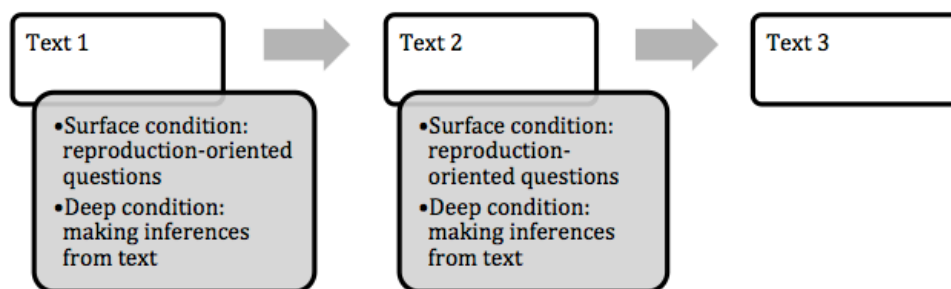 Text 1
•Surface condition:
reproduction-oriented
questions
•Deep condition:
making inferences
from text
Text 2
•Surface condition:
reproduction-
oriented questions
•Deep condition:
making inferences
from text
Text 3